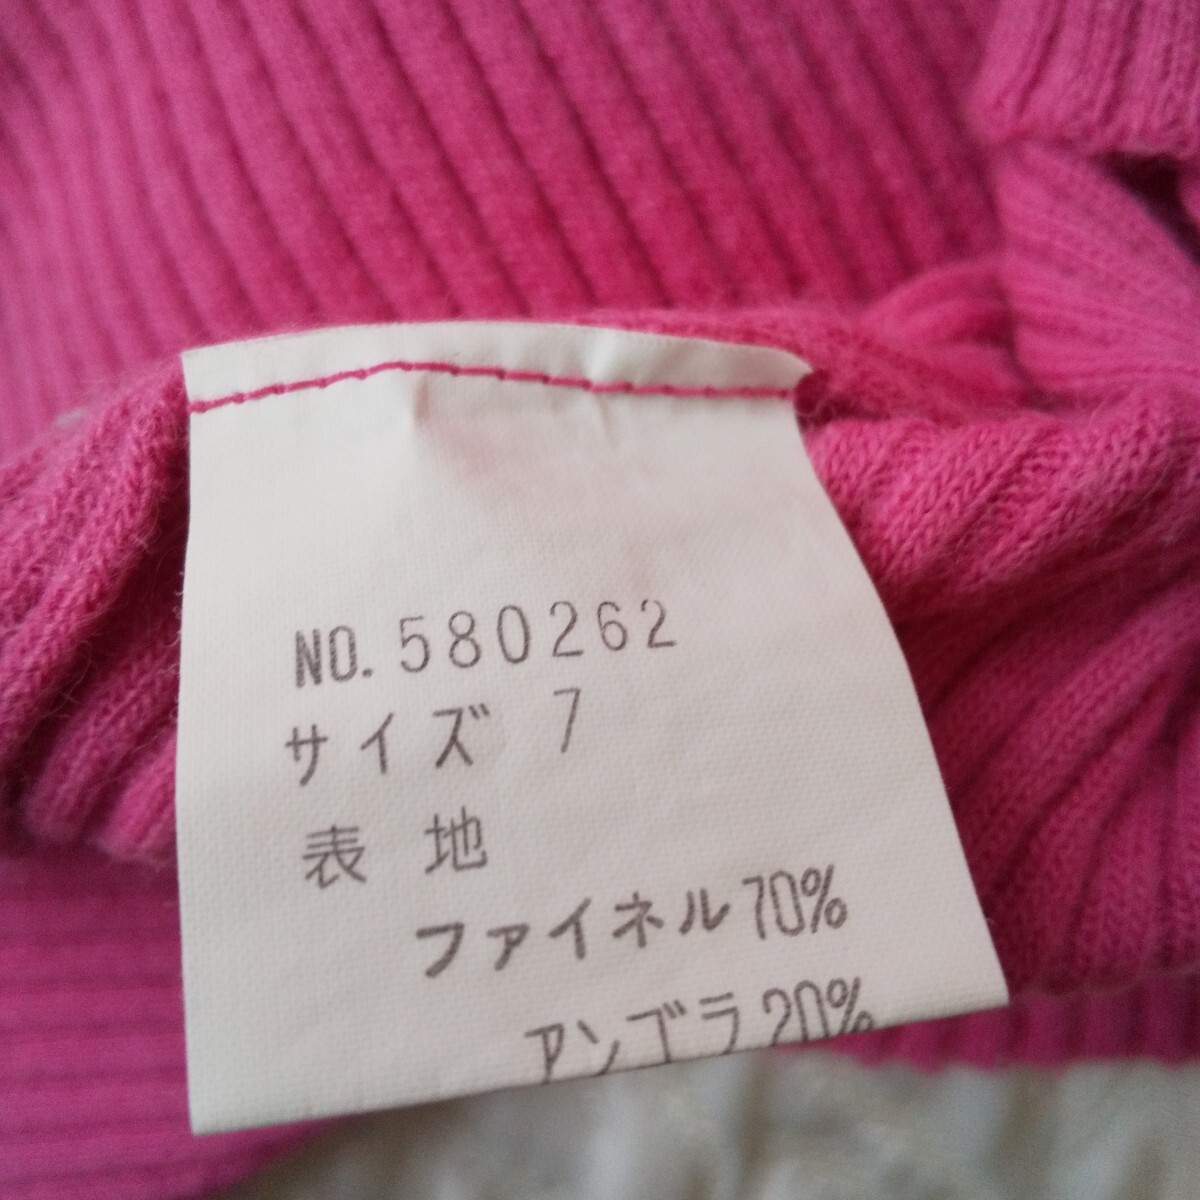 NO.580262
サイズ 7
表 地
ファイネル70%
アンゴラ20%